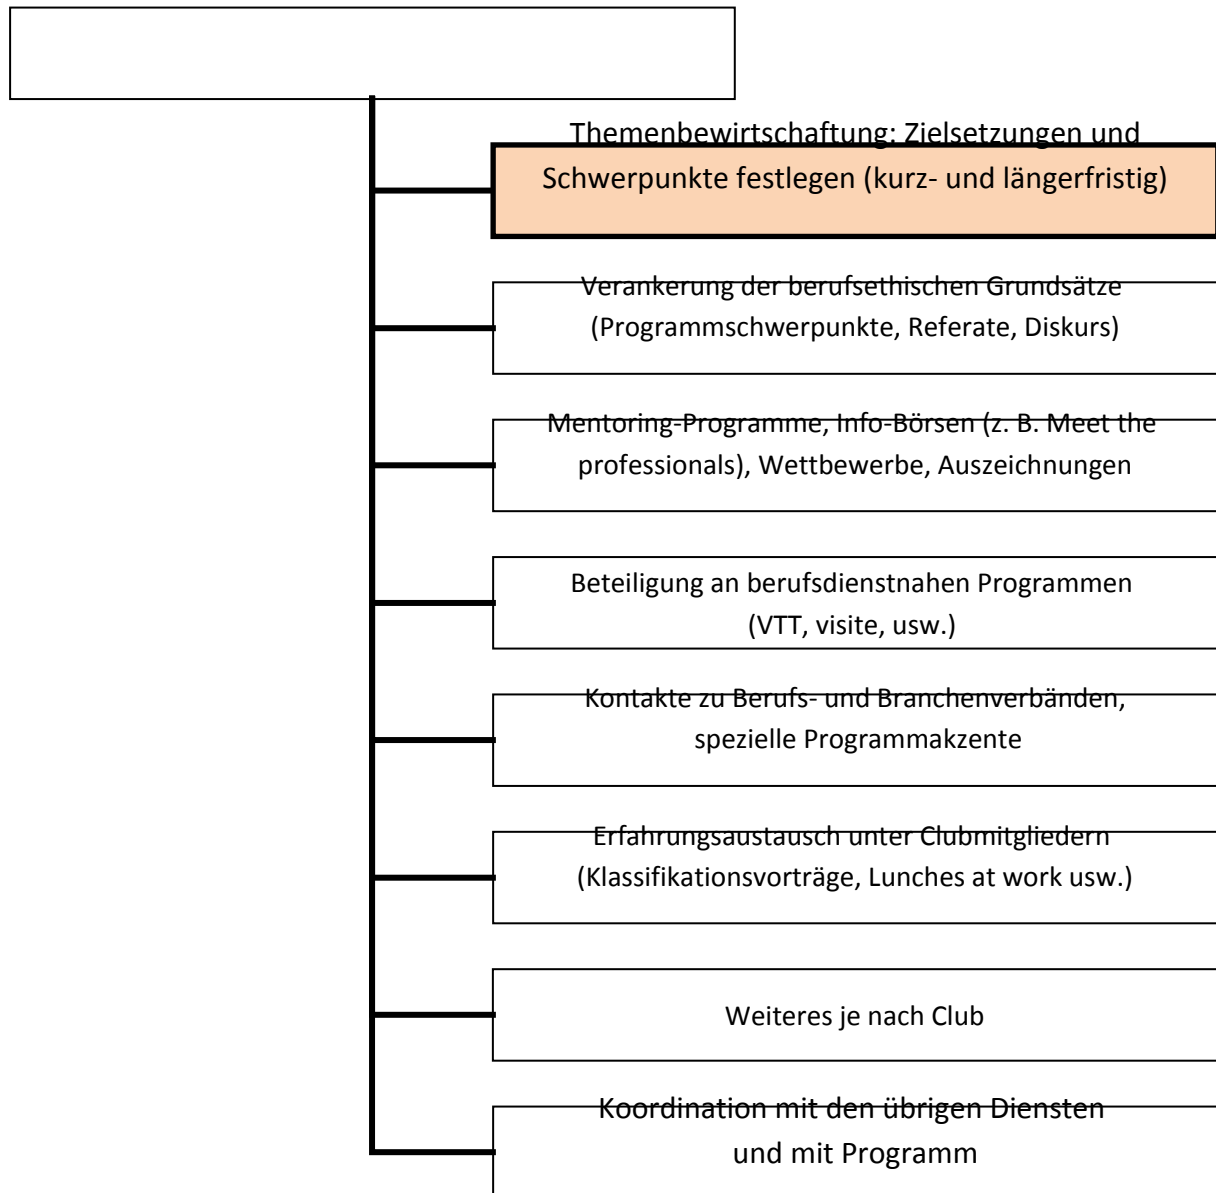 Themenbewirtschaftung: Zielsetzungen und
Schwerpunkte festlegen (kurz- und längerfristig)
Verankerung der berufsethischen Grundsätze
(Programmschwerpunkte, Referate, Diskurs)
Mentoring-Programme, Info-Börsen (z. B. Meet the
professionals), Wettbewerbe, Auszeichnungen
Beteiligung an berufsdienstnahen Programmen
(VTT, visite, usw.)
Kontakte zu Berufs- und Branchenverbänden,
spezielle Programmakzente
Erfahrungsaustausch unter Clubmitgliedern
(Klassifikationsvorträge, Lunches at work usw.)
Weiteres je nach Club
Koordination mit den übrigen Diensten
und mit Programm